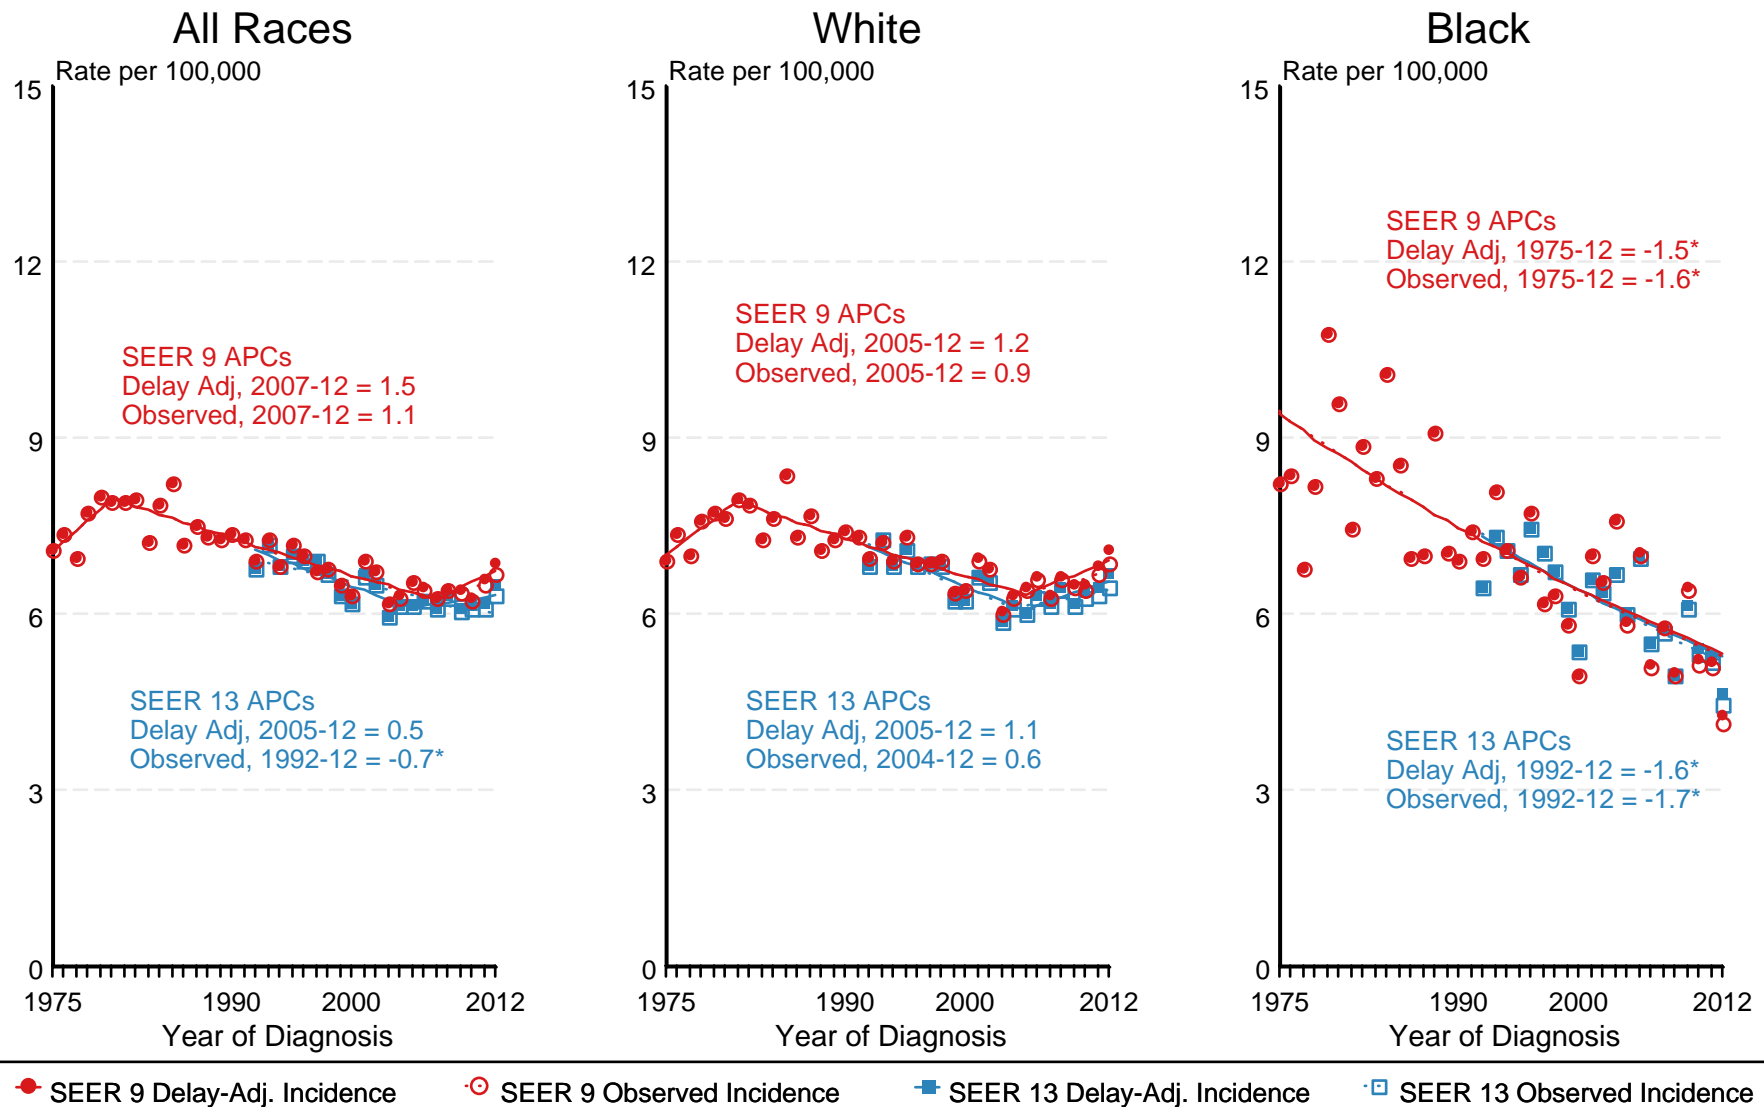 All Races
Rate per 100,000
15
12
9
6
3
0
SEER 9 APCs
Delay Adj, 2007-12 = 1.5
Observed, 2007-12 = 1.1
SEER 13 APCs
Delay Adj, 2005-12 = 0.5
Observed, 1992-12 = -0.7*
1975 1990 2000 2012
Year of Diagnosis
White
Rate per 100,000
15
12
9
6
3
0
SEER 9 APCs
Delay Adj, 2005-12 = 1.2
Observed, 2005-12 = 0.9
SEER 13 APCs
Delay Adj, 2005-12 = 1.1
Observed, 2004-12 = 0.6
1975 1990 2000 2012
Year of Diagnosis
Black
Rate per 100,000
15
12
9
6
3
0
SEER 9 APCs
Delay Adj, 1975-12 = -1.5*
Observed, 1975-12 = -1.6*
SEER 13 APCs
Delay Adj, 1992-12 = -1.6*
Observed, 1992-12 = -1.7*
1975 1990 2000 2012
Year of Diagnosis
SEER 9 Delay-Adj. Incidence SEER 9 Observed Incidence SEER 13 Delay-Adj. Incidence SEER 13 Observed Incidence